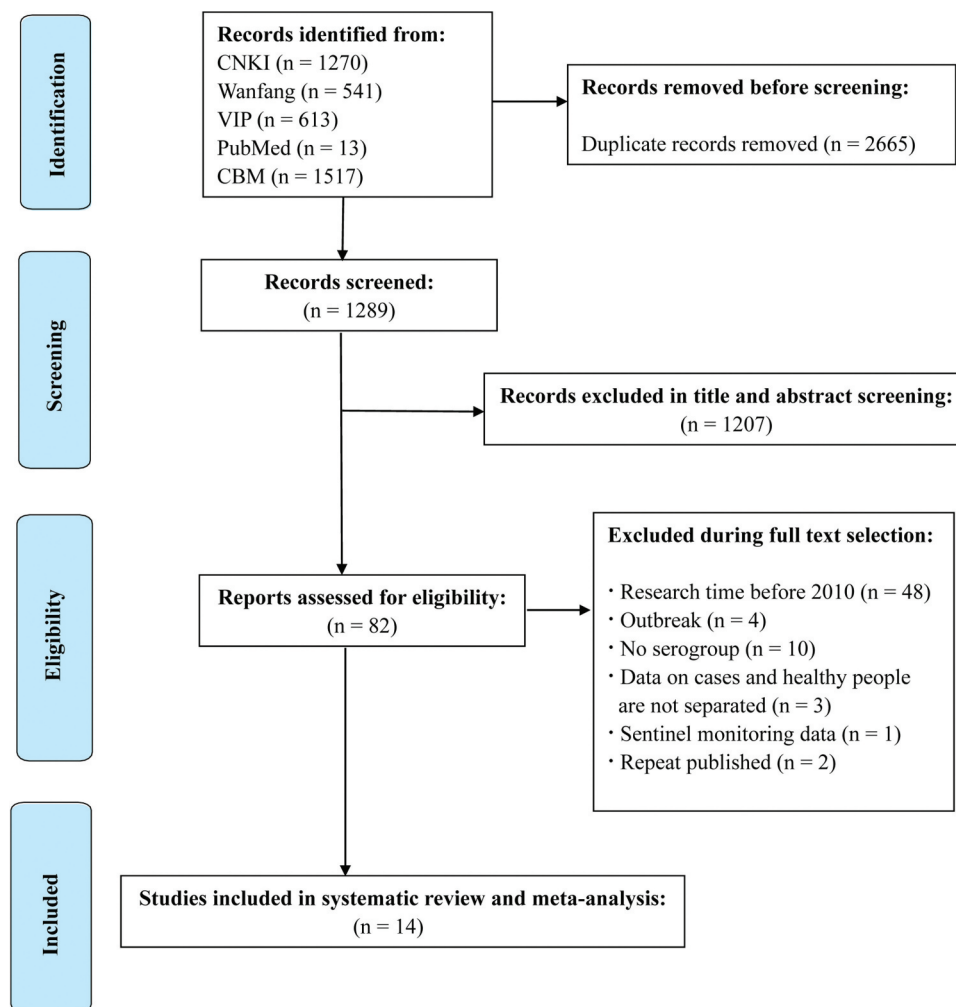 Identification
Records identified from:
CNKI (n = 1270)
Wanfang (n = 541)
VIP (n = 613)
PubMed (n = 13)
CBM (n = 1517)
Records removed before screening:
Duplicate records removed (n = 2665)
Screening
Records screened:
(n = 1289)
Records excluded in title and abstract screening:
(n = 1207)
Eligibility
Reports assessed for eligibility:
(n = 82)
Excluded during full text selection:
· Research time before 2010 (n = 48)
· Outbreak (n = 4)
· No serogroup (n = 10)
· Data on cases and healthy people
are not separated (n = 3)
· Sentinel monitoring data (n = 1)
· Repeat published (n = 2)
Included
Studies included in systematic review and meta-analysis:
(n = 14)